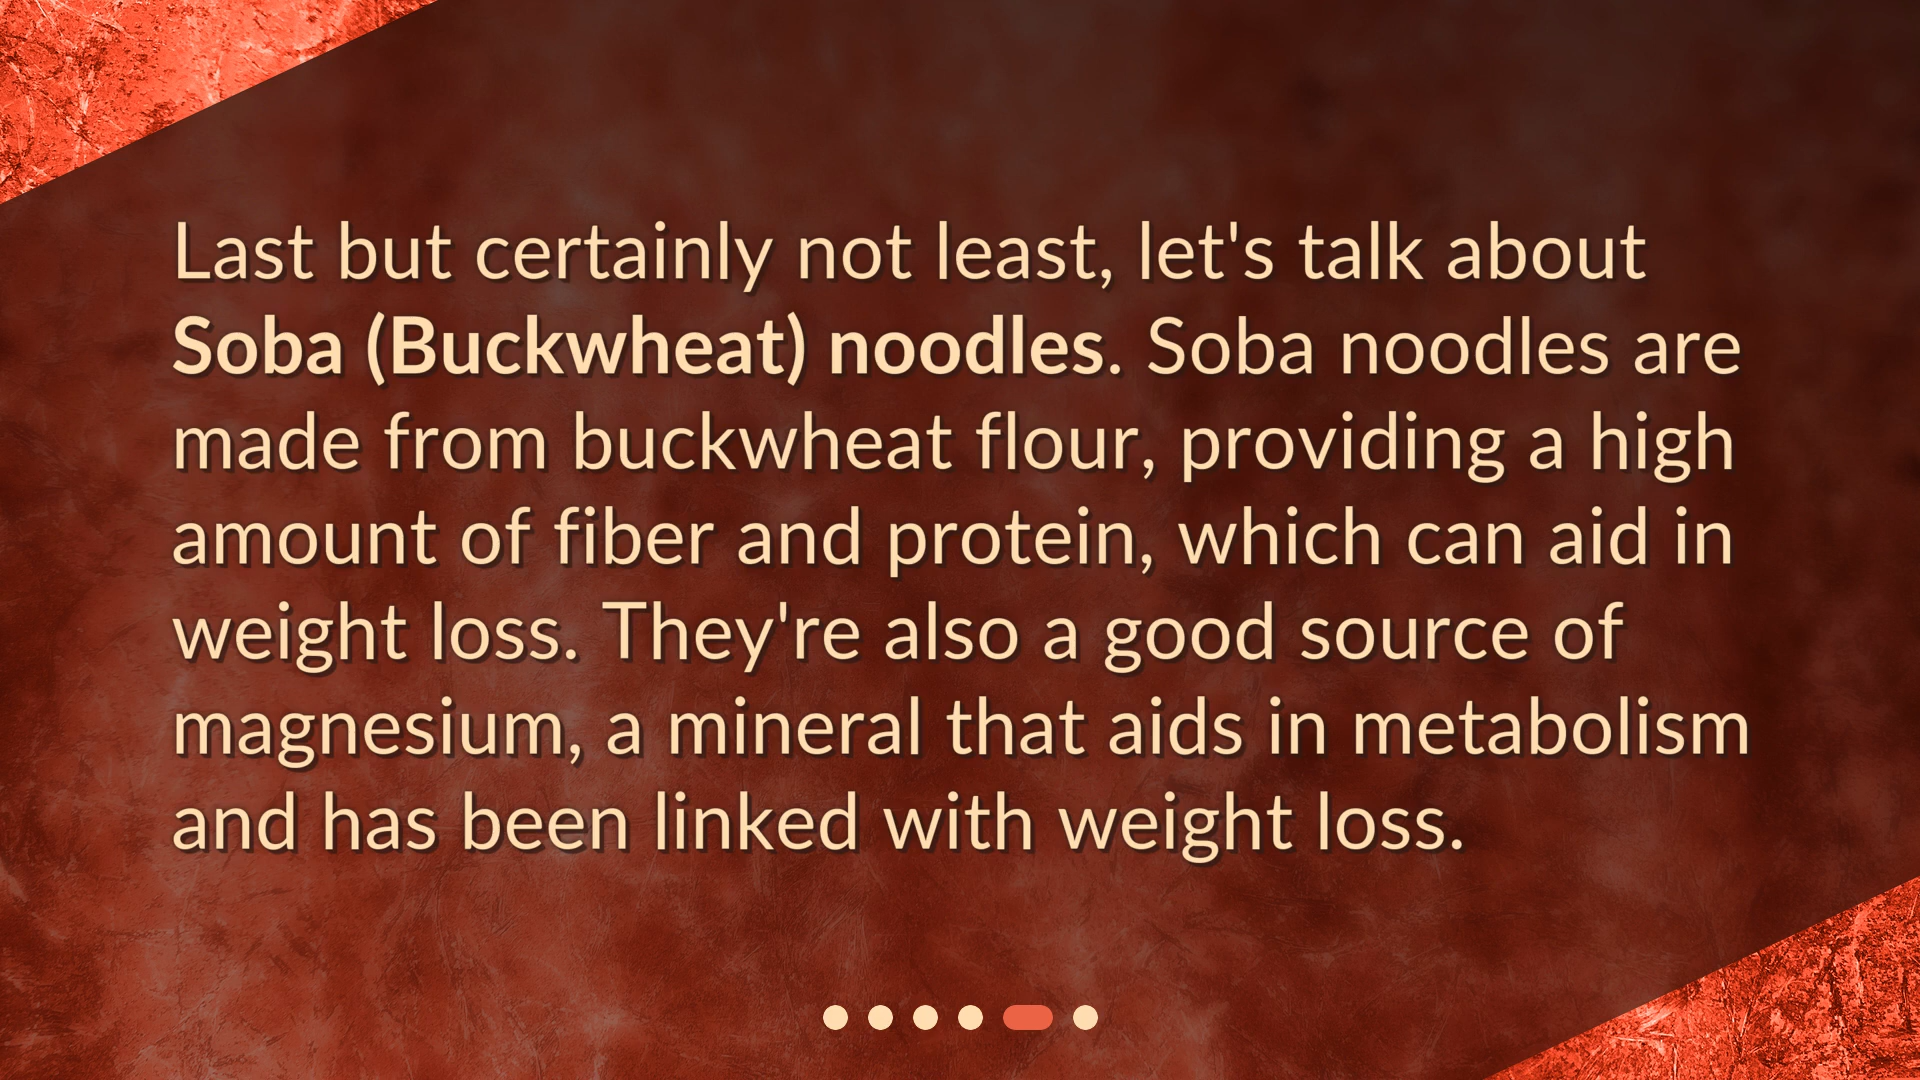 Last but certainly not least, let's talk about
Soba (Buckwheat) noodles. Soba noodles are
made from buckwheat flour, providing a high
amount of fiber and protein, which can aid in
weight loss. They're also a good source of
magnesium, a mineral that aids in metabolism
and has been linked with weight loss.